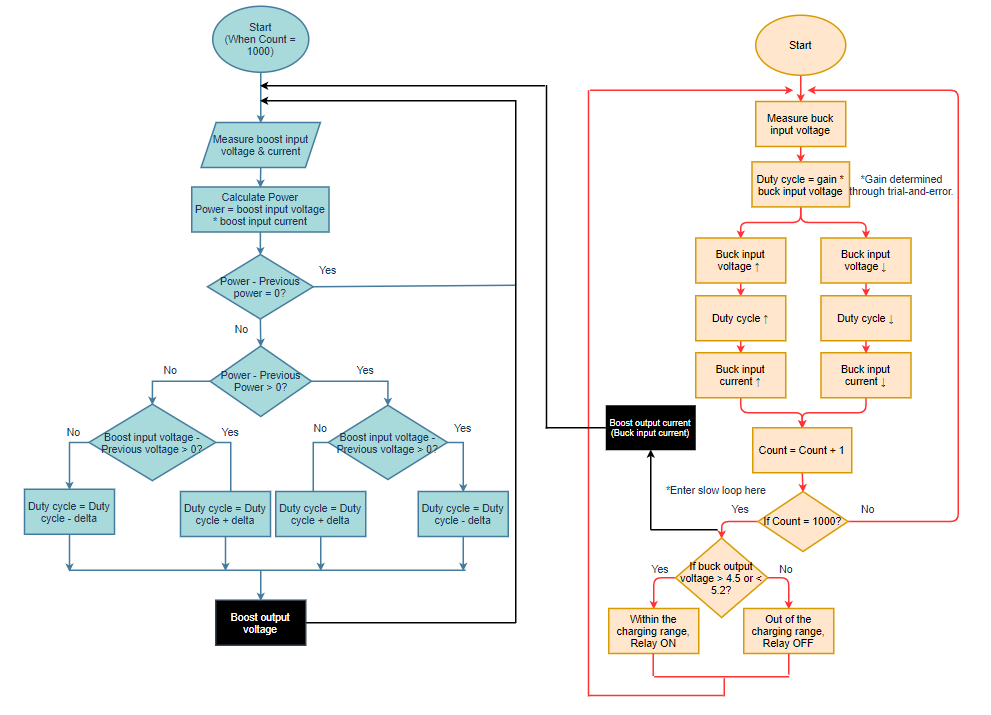 Start
(When Count =
1000)
Measure boost input
voltage & current
Calculate Power
Power = boost input voltage
* boost input current
Power - Previous
power = 0?
Yes
No
Power - Previous
Power > 0?
No
Yes
Boost input voltage -
Previous voltage > 0?
No
Yes
Boost input voltage -
Previous voltage > 0?
No
Yes
Duty cycle = Duty
cycle - delta
Duty cycle = Duty
cycle + delta
Duty cycle = Duty
cycle + delta
Duty cycle = Duty
cycle - delta
Boost output
voltage
Start
Measure buck
input voltage
Duty cycle = gain *
buck input voltage
*Gain determined
through trial-and-error.
Buck input
voltage ↑
Buck input
voltage ↓
Duty cycle ↑
Duty cycle ↓
Buck input
current ↑
Buck input
current ↓
Boost output current
(Buck input current)
Count = Count + 1
*Enter slow loop here
If Count = 1000?
Yes
No
If buck output
voltage > 4.5 or <
5.2?
Yes
No
Within the
charging range,
Relay ON
Out of the
charging range,
Relay OFF